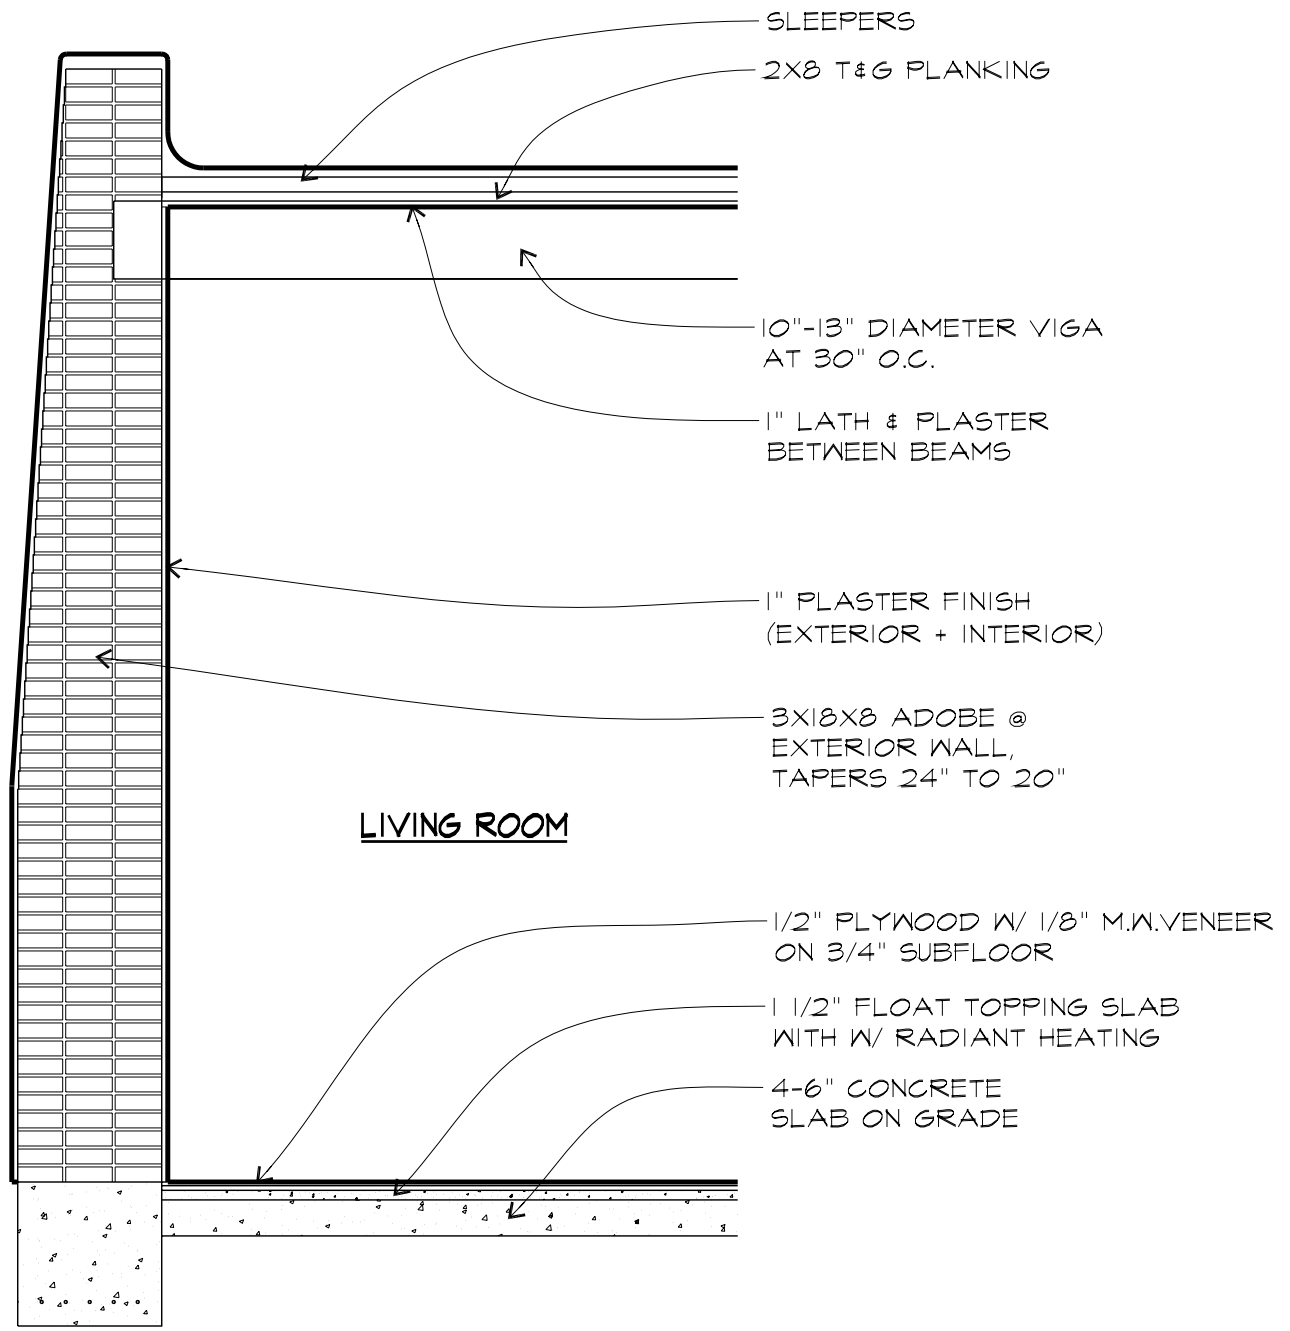 SLEEPERS
2X8 T&G PLANKING
10"-13" DIAMETER VIGA
AT 30" O.C.
1" LATH & PLASTER
BETWEEN BEAMS
1" PLASTER FINISH
(EXTERIOR + INTERIOR)
3X18X8 ADOBE @
EXTERIOR WALL,
TAPERS 24" TO 20"
LIVING ROOM
1/2" PLYWOOD W/ 1/8" M.W.VENEER
ON 3/4" SUBFLOOR
1 1/2" FLOAT TOPPING SLAB
WITH W/ RADIANT HEATING
4-6" CONCRETE
SLAB ON GRADE